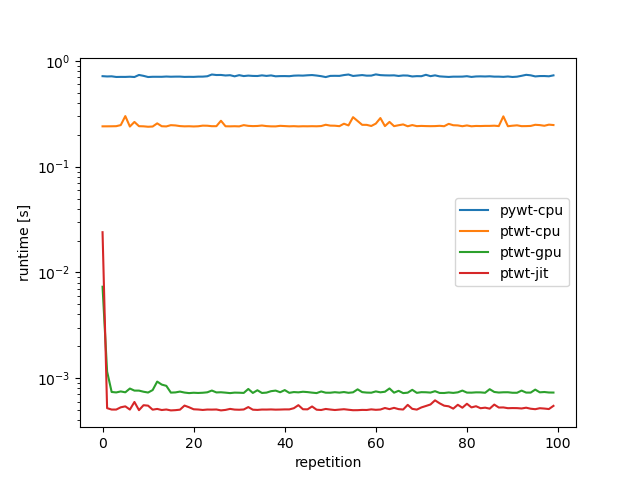 10⁰
10⁻¹
10⁻²
10⁻³
runtime [s]
pywt-cpu
ptwt-cpu
ptwt-gpu
ptwt-jit
0 20 40 60 80 100
repetition